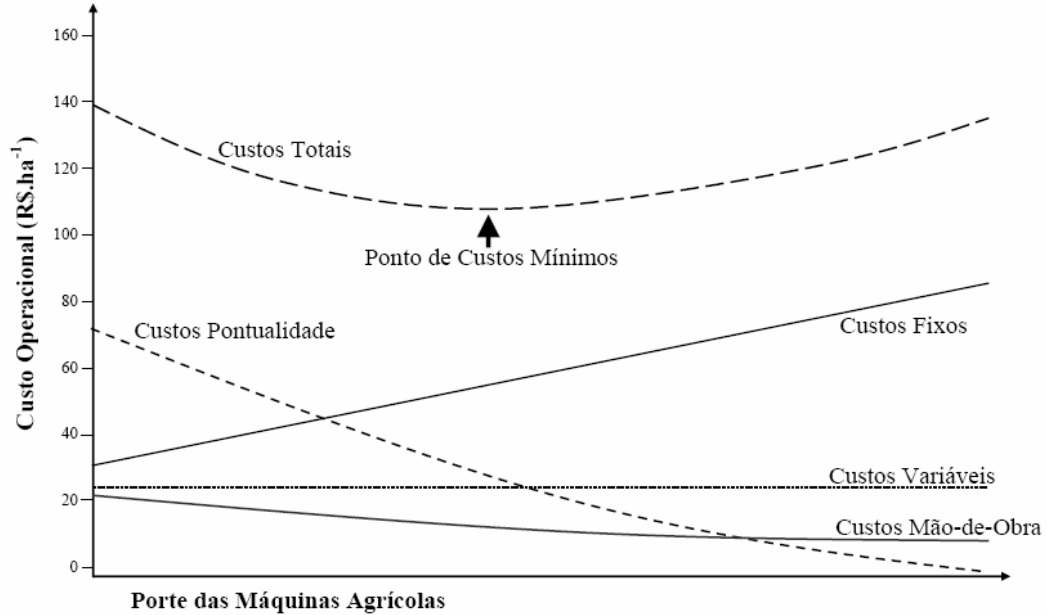 160
140
120
100
80
60
40
20
0
Custo Operacional (R$.ha⁻¹)
Custos Totais
Ponto de Custos Mínimos
Custos Pontualidade
Custos Fixos
Custos Variáveis
Custos Mão-de-Obra
Porte das Máquinas Agrícolas